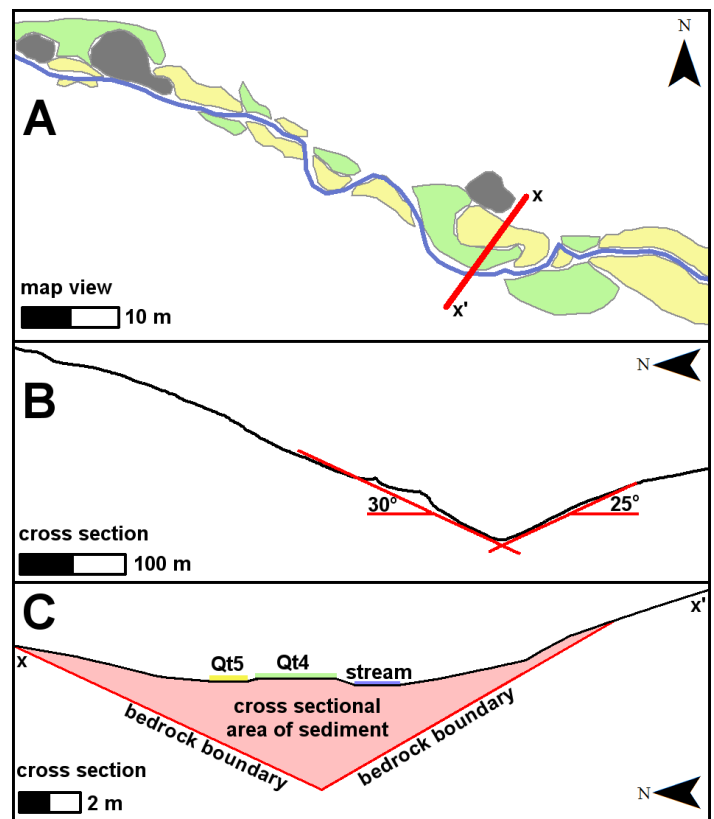 N
A
x
x'
map view
10 m
N
B
30°
25°
cross section
100 m
C
x'
x
Qt5
Qt4
stream
cross sectional
area of sediment
bedrock boundary
bedrock boundary
cross section
2 m
N